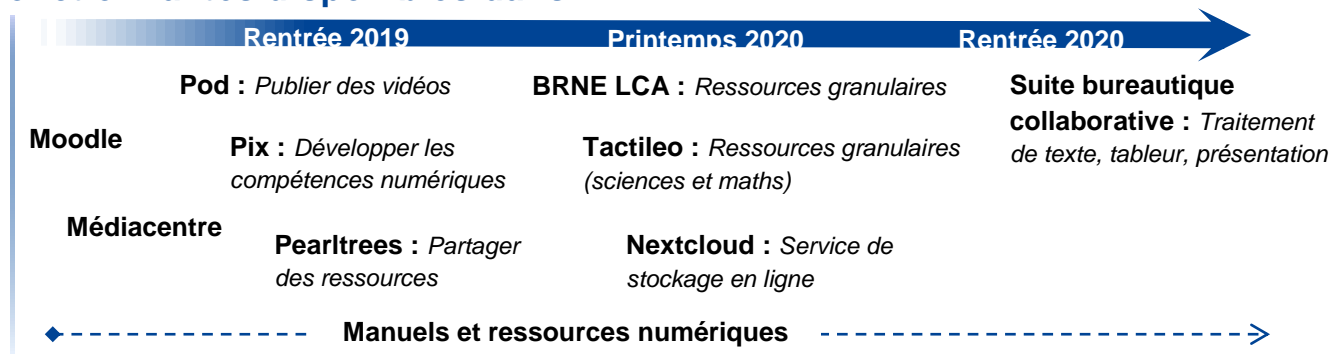 Rentrée 2019
Printemps 2020
Rentrée 2020
Pod : Publier des vidéos
BRNE LCA : Ressources granulaires
Suite bureautique
collaborative : Traitement
de texte, tableur, présentation
Moodle
Pix : Développer les
compétences numériques
Tactileo : Ressources granulaires
(sciences et maths)
Médiacentre
Pearltrees : Partager
des ressources
Nextcloud : Service de
stockage en ligne
Manuels et ressources numériques